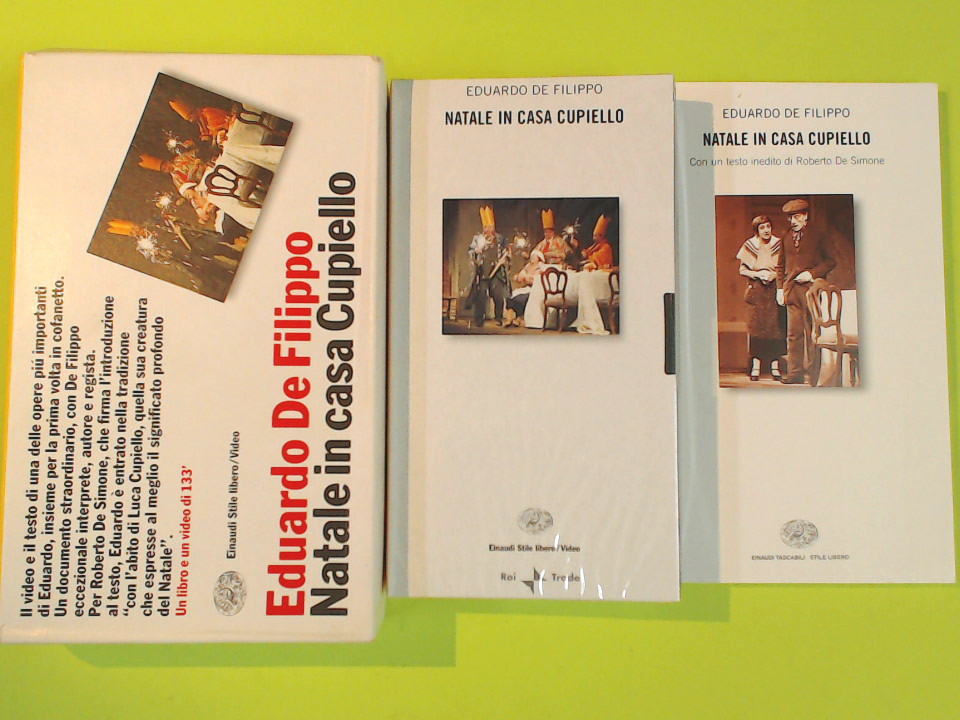 Il video e il testo di una delle opere piú importanti
di Eduardo, insieme per la prima volta in cofanetto.
Un documento straordinario, con De Filippo
eccezionale interprete, autore e regista.
Per Roberto De Simone, che firma l'introduzione
al testo, Eduardo è entrato nella tradizione
“con l'abito di Luca Cupiello, quella sua creatura
che espresse al meglio il significato profondo
del Natale”.
Un libro e un video di 133'
Einaudi Stile libero/Video
Eduardo De Filippo
Natale in casa Cupiello
EDUARDO DE FILIPPO
NATALE IN CASA CUPIELLO
Einaudi Stile libero/Video
Rai Trade
EDUARDO DE FILIPPO
NATALE IN CASA CUPIELLO
Con un testo inedito di Roberto De Simone
EINAUDI TASCABILI STILE LIBERO